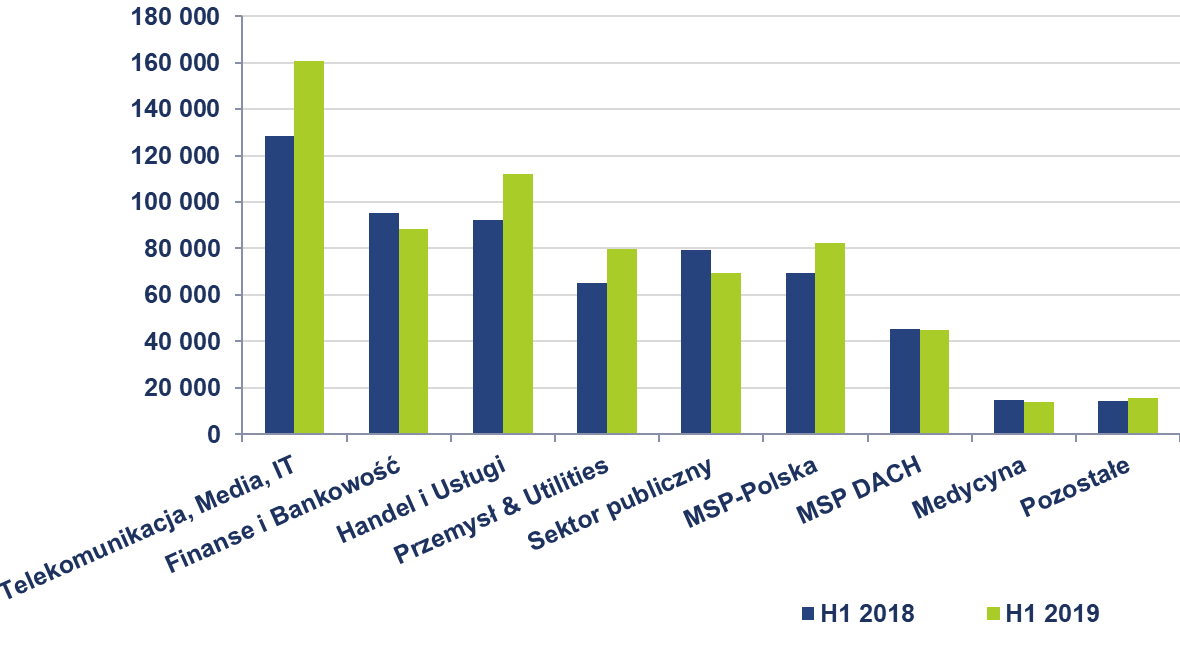 180 000
160 000
140 000
120 000
100 000
80 000
60 000
40 000
20 000
0
Telekomunikacja, Media, IT
Finanse i Bankowość
Handel i Usługi
Przemysł & Utilities
Sektor publiczny
MSP-Polska
MSP DACH
Medycyna
Pozostałe
H1 2018
H1 2019